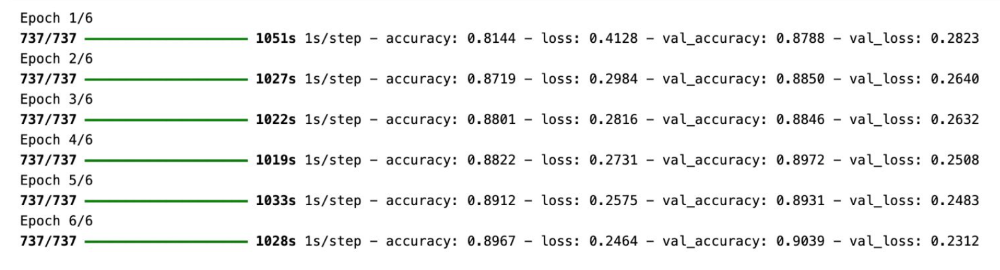 Epoch 1/6
737/737 1051s 1s/step - accuracy: 0.8144 - loss: 0.4128 - val_accuracy: 0.8788 - val_loss: 0.2823
Epoch 2/6
737/737 1027s 1s/step - accuracy: 0.8719 - loss: 0.2984 - val_accuracy: 0.8850 - val_loss: 0.2640
Epoch 3/6
737/737 1022s 1s/step - accuracy: 0.8801 - loss: 0.2816 - val_accuracy: 0.8846 - val_loss: 0.2632
Epoch 4/6
737/737 1019s 1s/step - accuracy: 0.8822 - loss: 0.2731 - val_accuracy: 0.8972 - val_loss: 0.2508
Epoch 5/6
737/737 1033s 1s/step - accuracy: 0.8912 - loss: 0.2575 - val_accuracy: 0.8931 - val_loss: 0.2483
Epoch 6/6
737/737 1028s 1s/step - accuracy: 0.8967 - loss: 0.2464 - val_accuracy: 0.9039 - val_loss: 0.2312